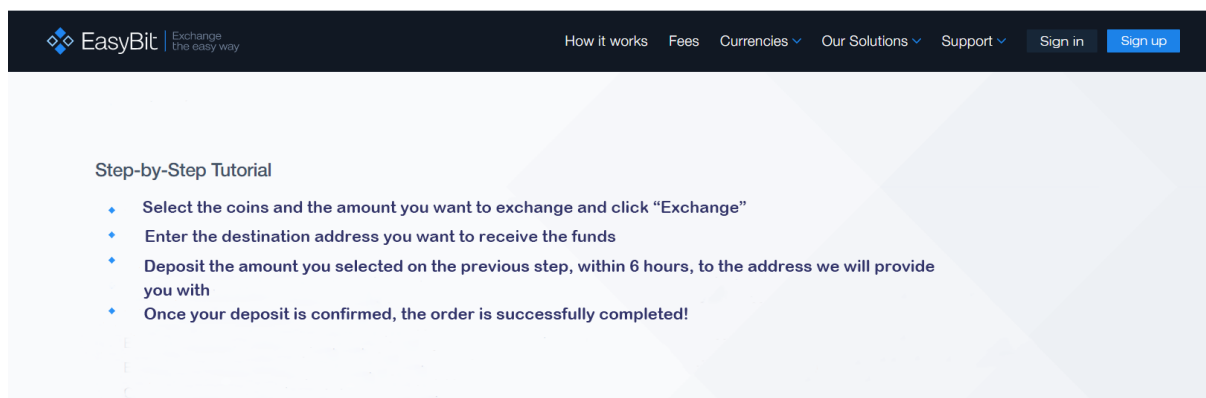 EasyBit Exchange
the easy way
How it works Fees Currencies Our Solutions Support Sign in Sign up
Step-by-Step Tutorial
Select the coins and the amount you want to exchange and click “Exchange”
Enter the destination address you want to receive the funds
Deposit the amount you selected on the previous step, within 6 hours, to the address we will provide
you with
Once your deposit is confirmed, the order is successfully completed!